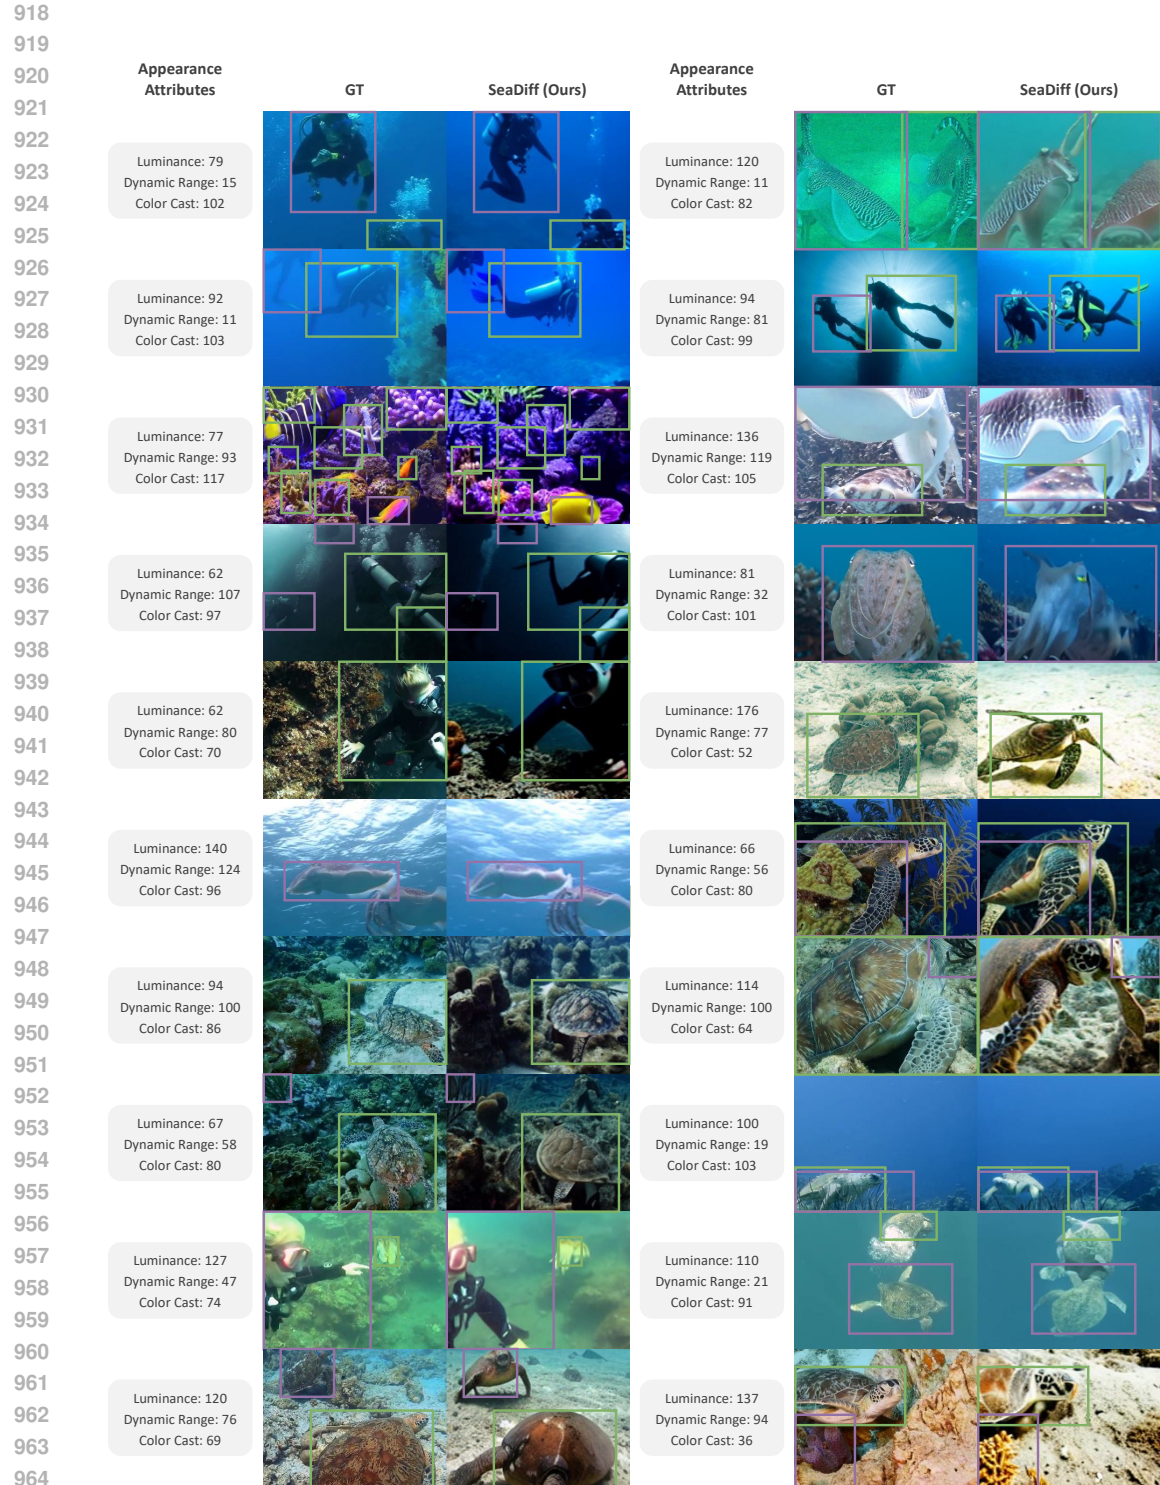 918
919
920
921
922
923
924
925
926
927
928
929
930
931
932
933
934
935
936
937
938
939
940
941
942
943
944
945
946
947
948
949
950
951
952
953
954
955
956
957
958
959
960
961
962
963
964
Appearance
Attributes
GT
SeaDiff (Ours)
Luminance: 79
Dynamic Range: 15
Color Cast: 102
Luminance: 92
Dynamic Range: 11
Color Cast: 103
Luminance: 77
Dynamic Range: 93
Color Cast: 117
Luminance: 62
Dynamic Range: 107
Color Cast: 97
Luminance: 62
Dynamic Range: 80
Color Cast: 70
Luminance: 140
Dynamic Range: 124
Color Cast: 96
Luminance: 94
Dynamic Range: 100
Color Cast: 86
Luminance: 67
Dynamic Range: 58
Color Cast: 80
Luminance: 127
Dynamic Range: 47
Color Cast: 74
Luminance: 120
Dynamic Range: 76
Color Cast: 69
Appearance
Attributes
GT
SeaDiff (Ours)
Luminance: 120
Dynamic Range: 11
Color Cast: 82
Luminance: 94
Dynamic Range: 81
Color Cast: 99
Luminance: 136
Dynamic Range: 119
Color Cast: 105
Luminance: 81
Dynamic Range: 32
Color Cast: 101
Luminance: 176
Dynamic Range: 77
Color Cast: 52
Luminance: 66
Dynamic Range: 56
Color Cast: 80
Luminance: 114
Dynamic Range: 100
Color Cast: 64
Luminance: 100
Dynamic Range: 19
Color Cast: 103
Luminance: 110
Dynamic Range: 21
Color Cast: 91
Luminance: 137
Dynamic Range: 94
Color Cast: 36